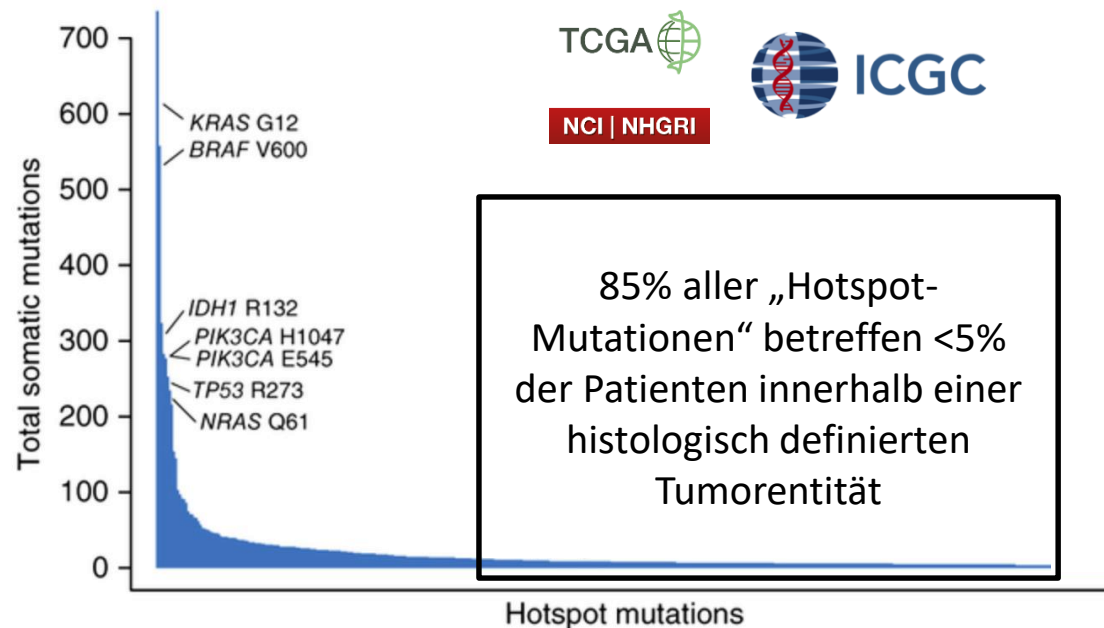 TCGA
ICGC
NCI | NHGRI
Total somatic mutations
700
600
500
400
300
200
100
0
KRAS G12
BRAF V600
IDH1 R132
PIK3CA H1047
PIK3CA E545
TP53 R273
NRAS Q61
85% aller „Hotspot-
Mutationen“ betreffen <5%
der Patienten innerhalb einer
histologisch definierten
Tumorentität
Hotspot mutations